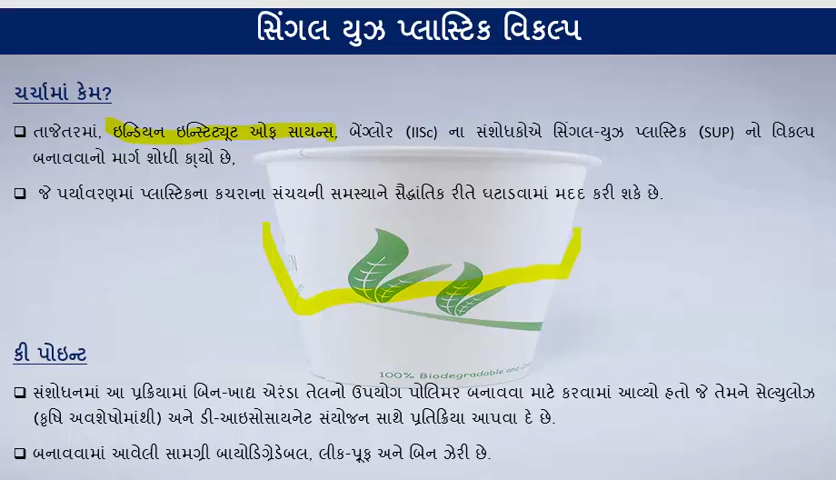 સિંગલ યુઝ પ્લાસ્ટિક વિકલ્પ
ચર્ચામાં કેમ?
❑ તાજેતરમાં, ઇન્ડિયન ઇન્સ્ટિટ્યૂટ ઓફ સાયન્સ, બેંગ્લોર (IISc) ના સંશોધકોએ સિંગલ-યુઝ પ્લાસ્ટિક (SUP) નો વિકલ્પ
બનાવવાનો માર્ગ શોધી કા્યો છે,
❑ જે પર્યાવરણમાં પ્લાસ્ટિકના કચરાના સંચયની સમસ્યાને સૈદ્ધાંતિક રીતે ઘટાડવામાં મદદ કરી શકે છે.
100% Biodegradable and
કી પોઇન્ટ
❑ સંશોધનમાં આ પ્રક્રિયામાં બિન-ખાદ્ય એરંડા તેલનો ઉપયોગ પોલિમર બનાવવા માટે કરવામાં આવ્યો હતો જે તેમને સેલ્યુલોઝ
(કૃષિ અવશેષોમાંથી) અને ડી-આઇસોસાયનેટ સંયોજન સાથે પ્રતિક્રિયા આપવા દે છે.
❑ બનાવવામાં આવેલી સામગ્રી બાયોડિગ્રેડેબલ, લીક-પૂફ અને બિન ઝેરી છે.